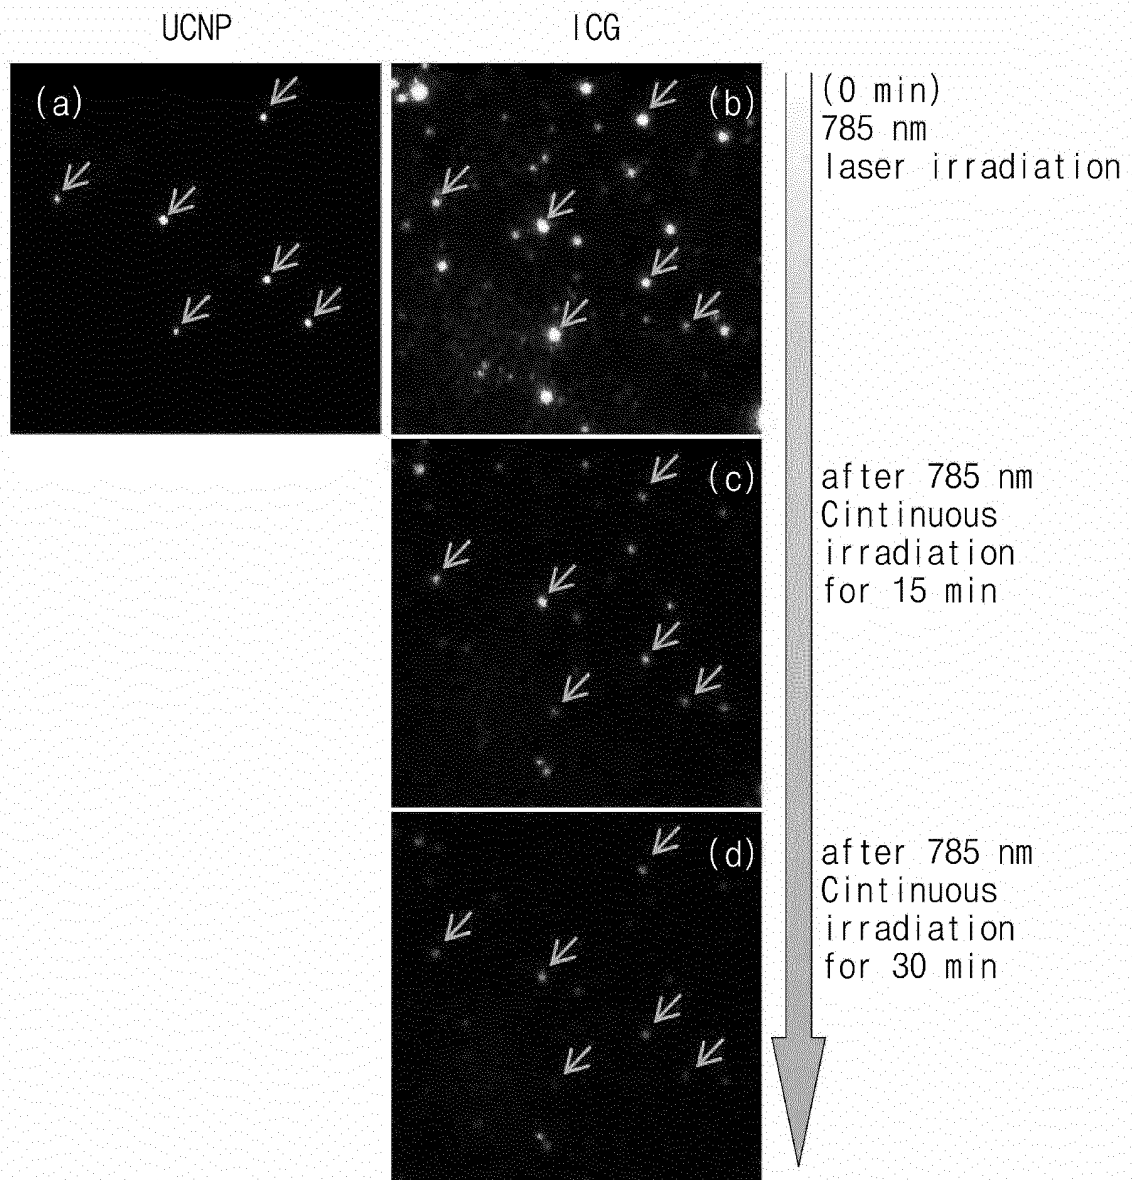 UCNP
ICG
(a)
(b)
(0 min)
785 nm
laser irradiation
(c)
after 785 nm
Cintinuous
irradiation
for 15 min
(d)
after 785 nm
Cintinuous
irradiation
for 30 min